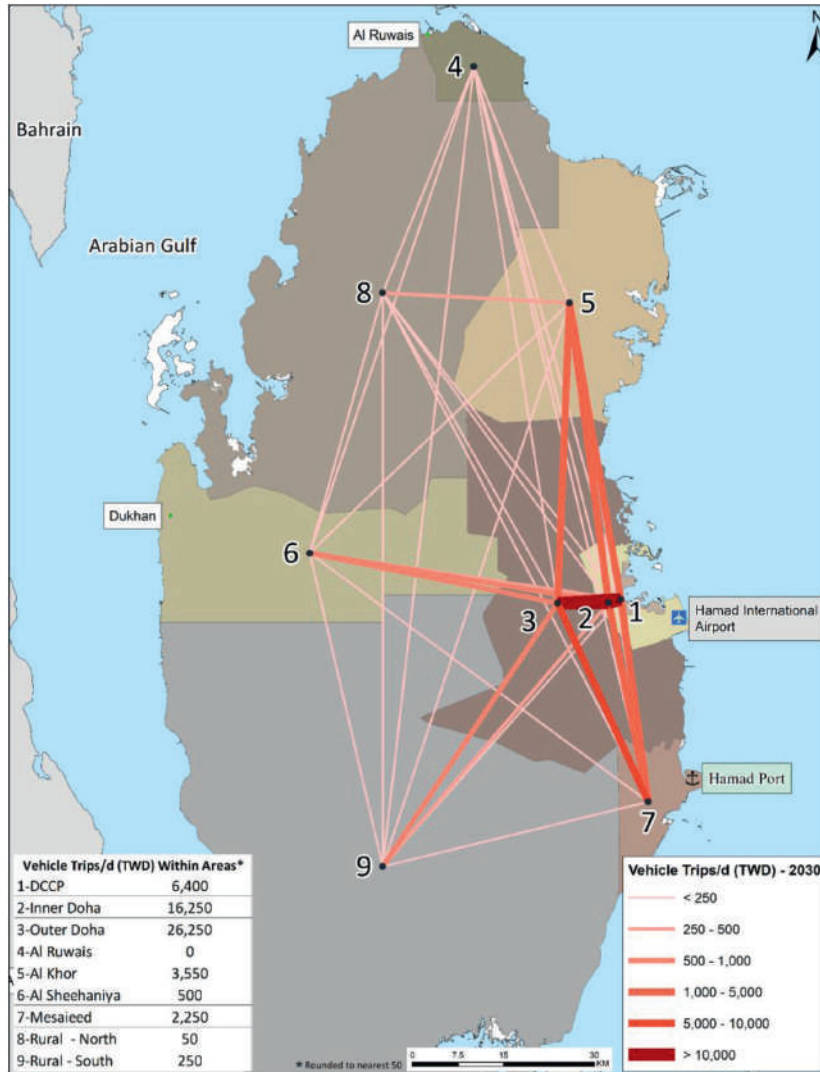 N
Al Ruwais
4
Bahrain
Arabian Gulf
8
5
Dukhan
6
3
2
1
Hamad International
Airport
Hamad Port
7
9
Vehicle Trips/d (TWD) Within Areas*
1-DCCP 6,400
2-Inner Doha 16,250
3-Outer Doha 26,250
4-Al Ruwais 0
5-Al Khor 3,550
6-Al Sheehaniya 500
7-Mesaieed 2,250
8-Rural - North 50
9-Rural - South 250
* Rounded to nearest 50
0 7.5 15 30
KM
Vehicle Trips/d (TWD) - 2030
< 250
250 - 500
500 - 1,000
1,000 - 5,000
5,000 - 10,000
> 10,000